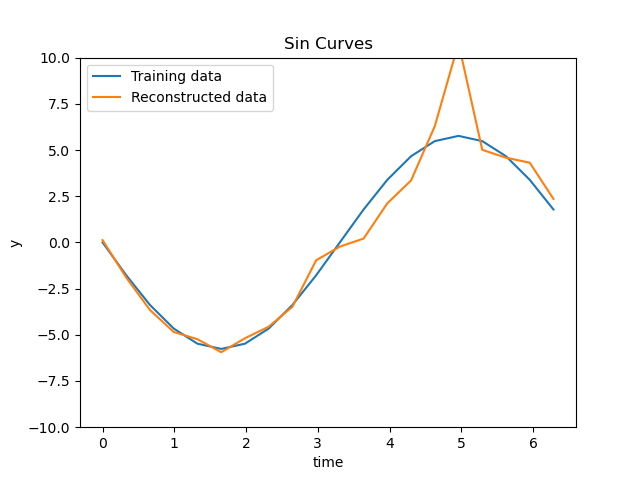 Sin Curves
Training data
Reconstructed data
10.0
7.5
5.0
2.5
0.0
−2.5
−5.0
−7.5
−10.0
y
0 1 2 3 4 5 6
time